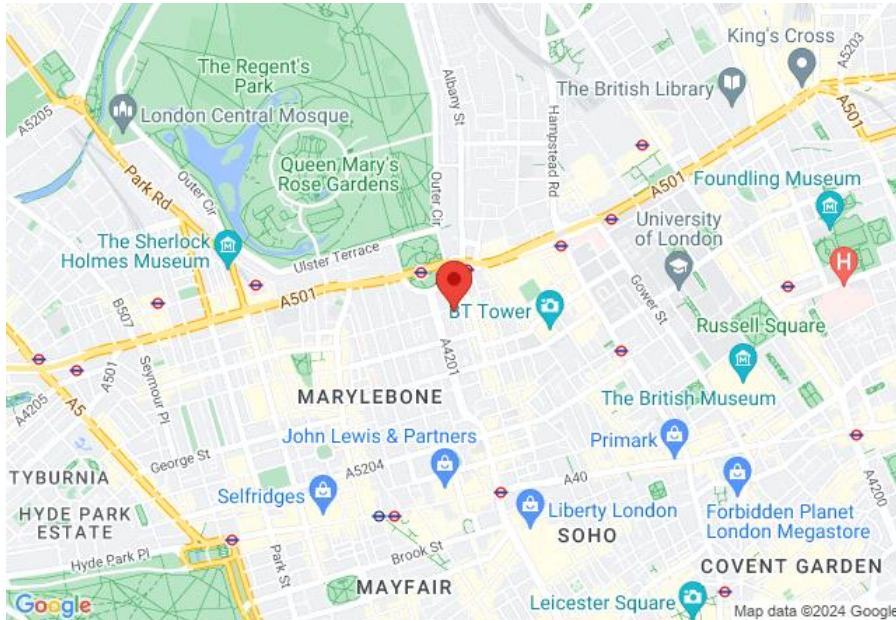 King's Cross
A5203
The Regent's
Park
The British Library
A501
A5205
London Central Mosque
Albany St
Hampstead Rd
Outer Cir
Queen Mary's
Rose Gardens
Park Rd
Outer Cir
A501
Foundling Museum
University
of London
The Sherlock
Holmes Museum
Ulster Terrace
H
A501
B507
BT Tower
Gower St
Russell Square
A4201
A501
Seymour Pl
MARYLEBONE
The British Museum
A4205
A5
John Lewis & Partners
Primark
George St
A5204
A40
TYBURNIA
Selfridges
Liberty London
Forbidden Planet
London Megastore
A4200
HYDE PARK
ESTATE
SOHO
Hyde Park Pl
Park St
Brook St
COVENT GARDEN
MAYFAIR
Leicester Square
Google
Map data ©2024 Google